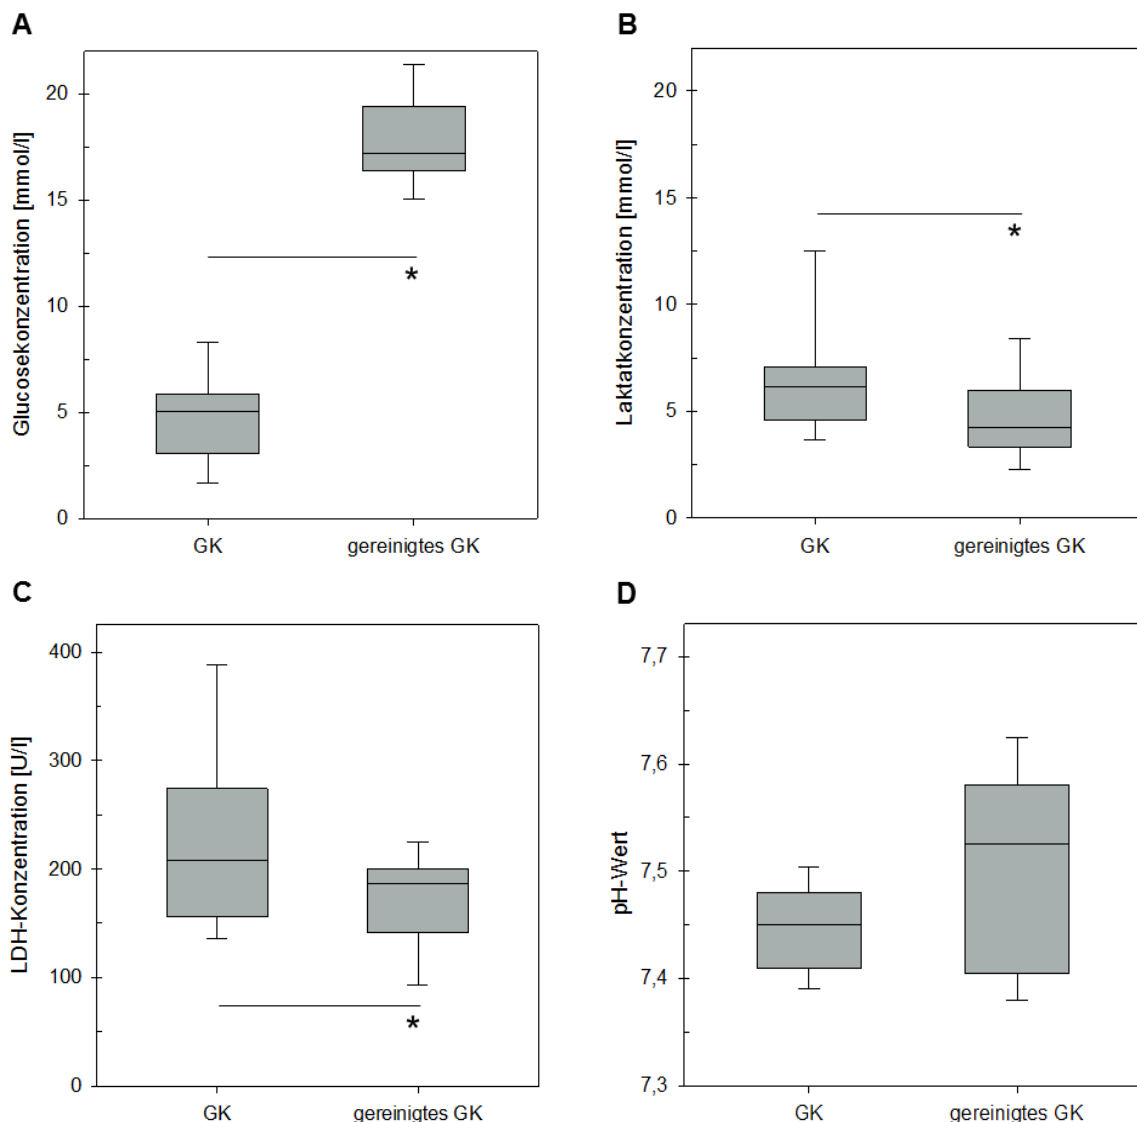 A
Glucosekonzentration [mmol/l]
20
15
10
5
0
*
GK
gereinigtes GK
B
Laktatkonzentration [mmol/l]
20
15
10
5
0
*
GK
gereinigtes GK
C
LDH-Konzentration [U/l]
400
300
200
100
0
*
GK
gereinigtes GK
D
pH-Wert
7,7
7,6
7,5
7,4
7,3
GK
gereinigtes GK